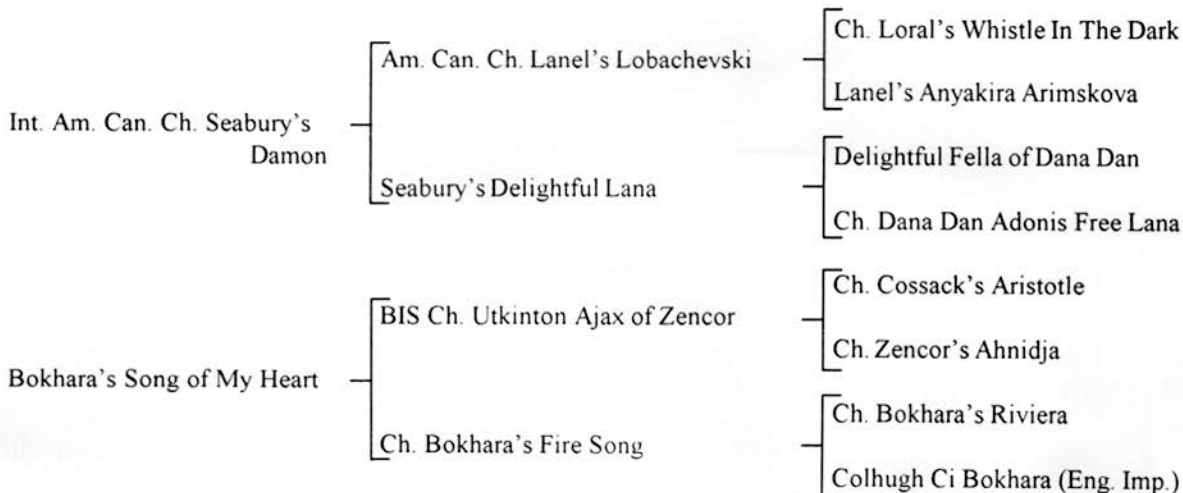 Int. Am. Can. Ch. Seabury's
Damon
Am. Can. Ch. Lanel's Lobachevski
Seabury's Delightful Lana
Ch. Loral's Whistle In The Dark
Lanel's Anyakira Arimskova
Delightful Fella of Dana Dan
Ch. Dana Dan Adonis Free Lana
Bokhara's Song of My Heart
BIS Ch. Utkinton Ajax of Zencor
Ch. Bokhara's Fire Song
Ch. Cossack's Aristotle
Ch. Zencor's Ahnidja
Ch. Bokhara's Riviera
Colhugh Ci Bokhara (Eng. Imp.)